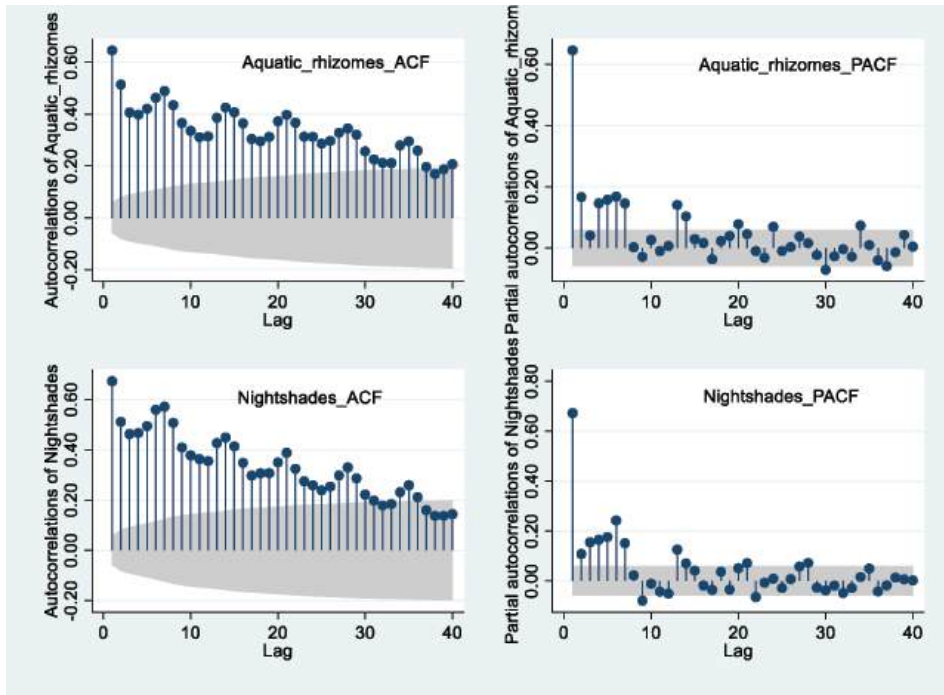 Autocorrelations of Aquatic_rhizomes
-0.20 0.00 0.20 0.40 0.60
Aquatic_rhizomes_ACF
0 10 20 30 40
Lag
Partial autocorrelations of Aquatic_rhizom
0.00 0.20 0.40 0.60
Aquatic_rhizomes_PACF
0 10 20 30 40
Lag
Autocorrelations of Nightshades
-0.20 0.00 0.20 0.40 0.60
Nightshades_ACF
0 10 20 30 40
Lag
Partial autocorrelations of Nightshades
0.00 0.20 0.40 0.60 0.80
Nightshades_PACF
0 10 20 30 40
Lag